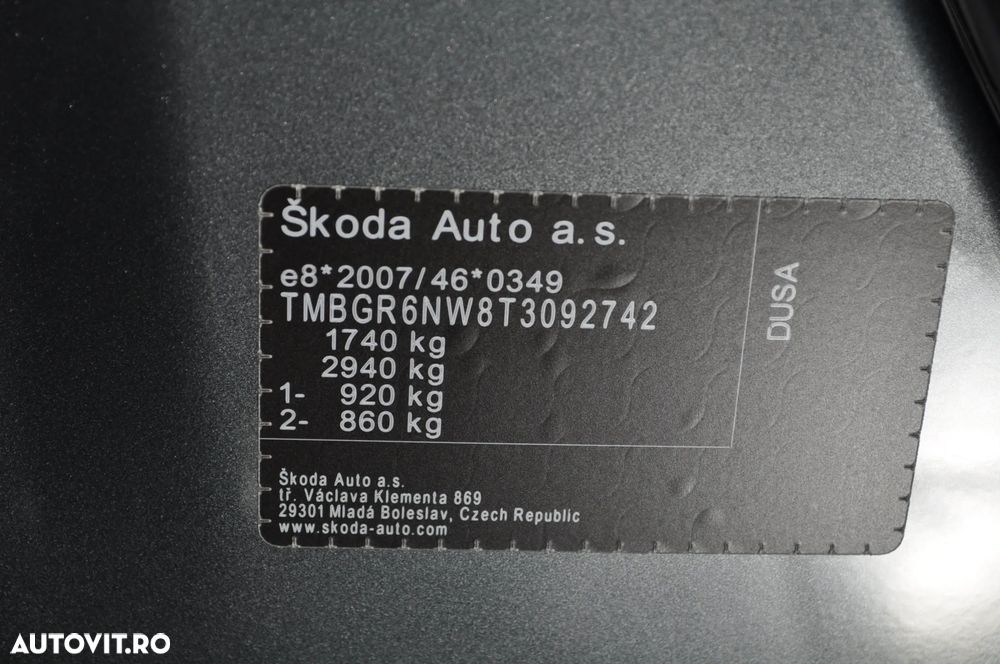 Škoda Auto a.s.
e8*2007/46*0349
TMBGR6NW8T3092742
1740 kg
2940 kg
1- 920 kg
2- 860 kg
DUSA
Škoda Auto a.s.
tř. Václava Klementa 869
29301 Mladá Boleslav, Czech Republic
www.skoda-auto.com
AUTOVIT.RO